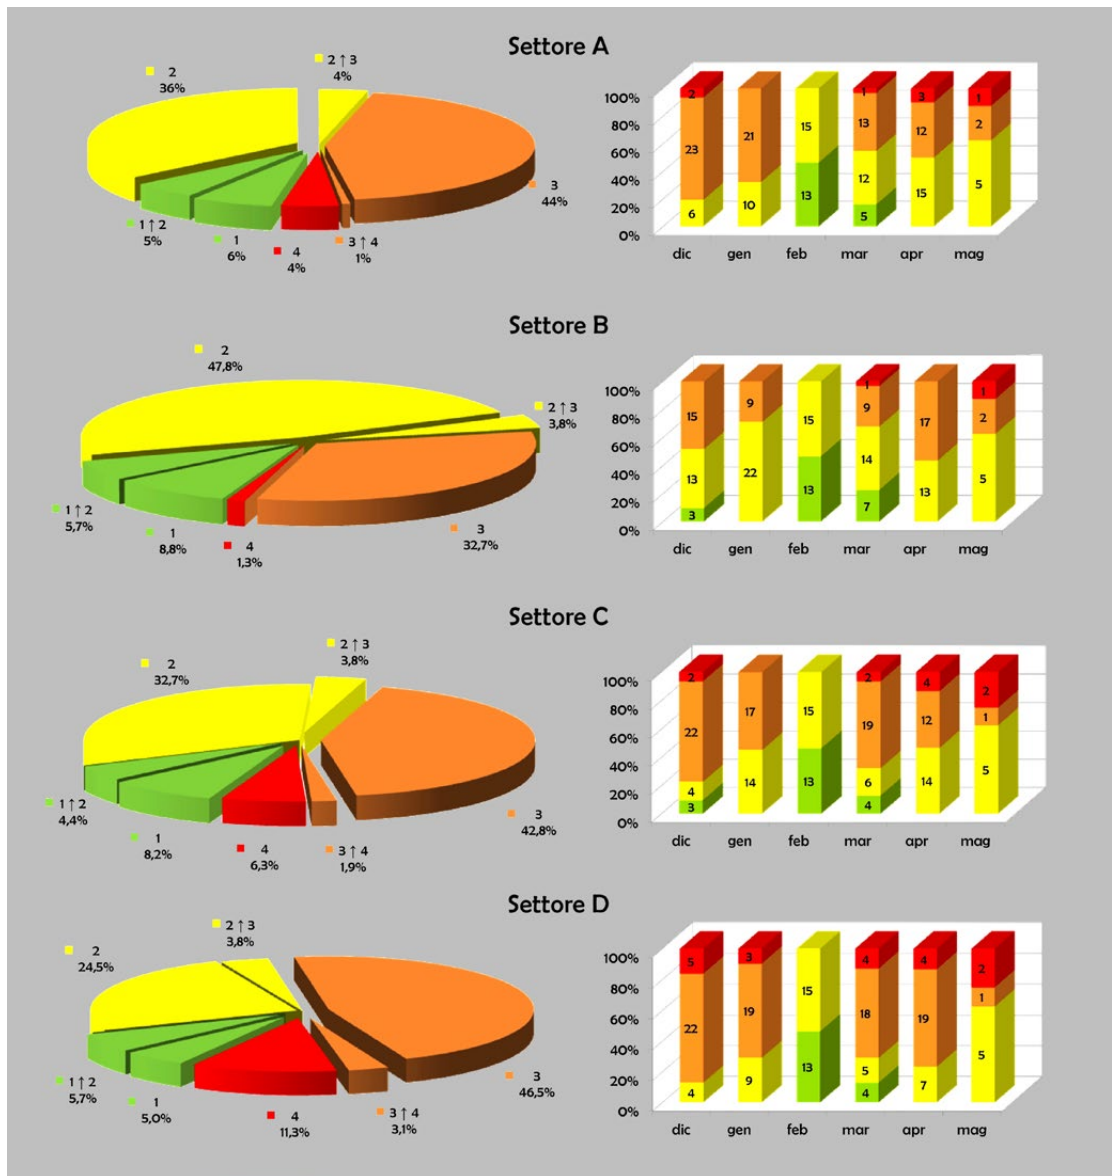 Settore A
2 ↑ 3
4%
2
36%
3
44%
1 ↑ 2
5%
1
6%
4
4%
3 ↑ 4
1%
100%
80%
60%
40%
20%
0%
2 1 3 1
23 21 15 13 12 2
6 10 13 12 15 5
5
dic gen feb mar apr mag
Settore B
2
47,8%
2 ↑ 3
3,8%
1 ↑ 2
5,7%
1
8,8%
4
1,3%
3
32,7%
100%
80%
60%
40%
20%
0%
1 1
15 9 15 9 17 2
13 22 13 14 13 5
3 7
dic gen feb mar apr mag
Settore C
2 ↑ 3
3,8%
2
32,7%
1 ↑ 2
4,4%
1
8,2%
4
6,3%
3 ↑ 4
1,9%
3
42,8%
100%
80%
60%
40%
20%
0%
2 2 4 2
22 17 15 19 12 1
4 14 13 6 14 5
3 4
dic gen feb mar apr mag
Settore D
2 ↑ 3
3,8%
2
24,5%
1 ↑ 2
5,7%
1
5,0%
4
11,3%
3 ↑ 4
3,1%
3
46,5%
100%
80%
60%
40%
20%
0%
5 3 4 4 2
22 19 15 18 19 1
4 9 13 5 7 5
4
dic gen feb mar apr mag